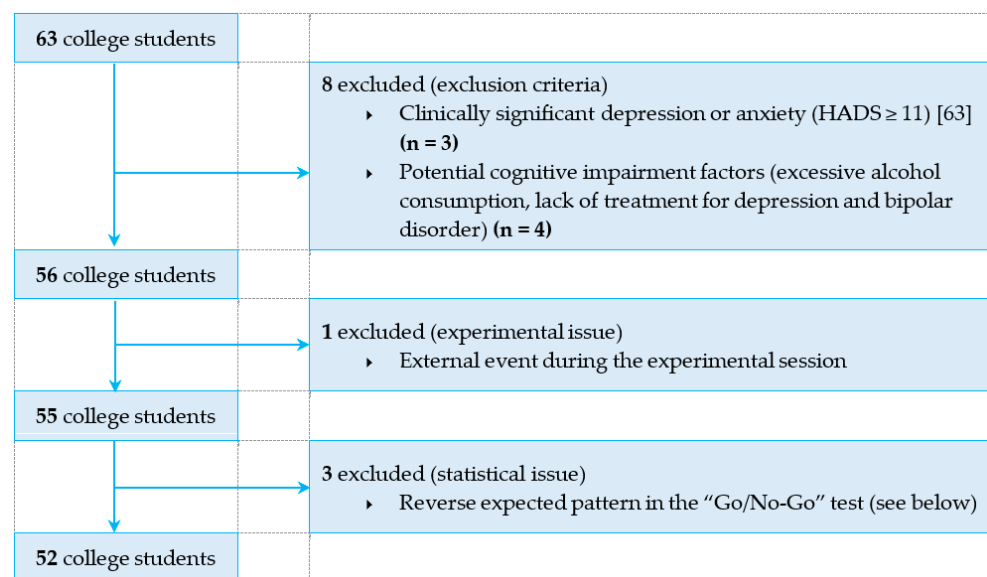 63 college students
8 excluded (exclusion criteria)
‣ Clinically significant depression or anxiety (HADS ≥ 11) [63]
(n = 3)
‣ Potential cognitive impairment factors (excessive alcohol
consumption, lack of treatment for depression and bipolar
disorder) (n = 4)
56 college students
1 excluded (experimental issue)
‣ External event during the experimental session
55 college students
3 excluded (statistical issue)
‣ Reverse expected pattern in the “Go/No-Go” test (see below)
52 college students